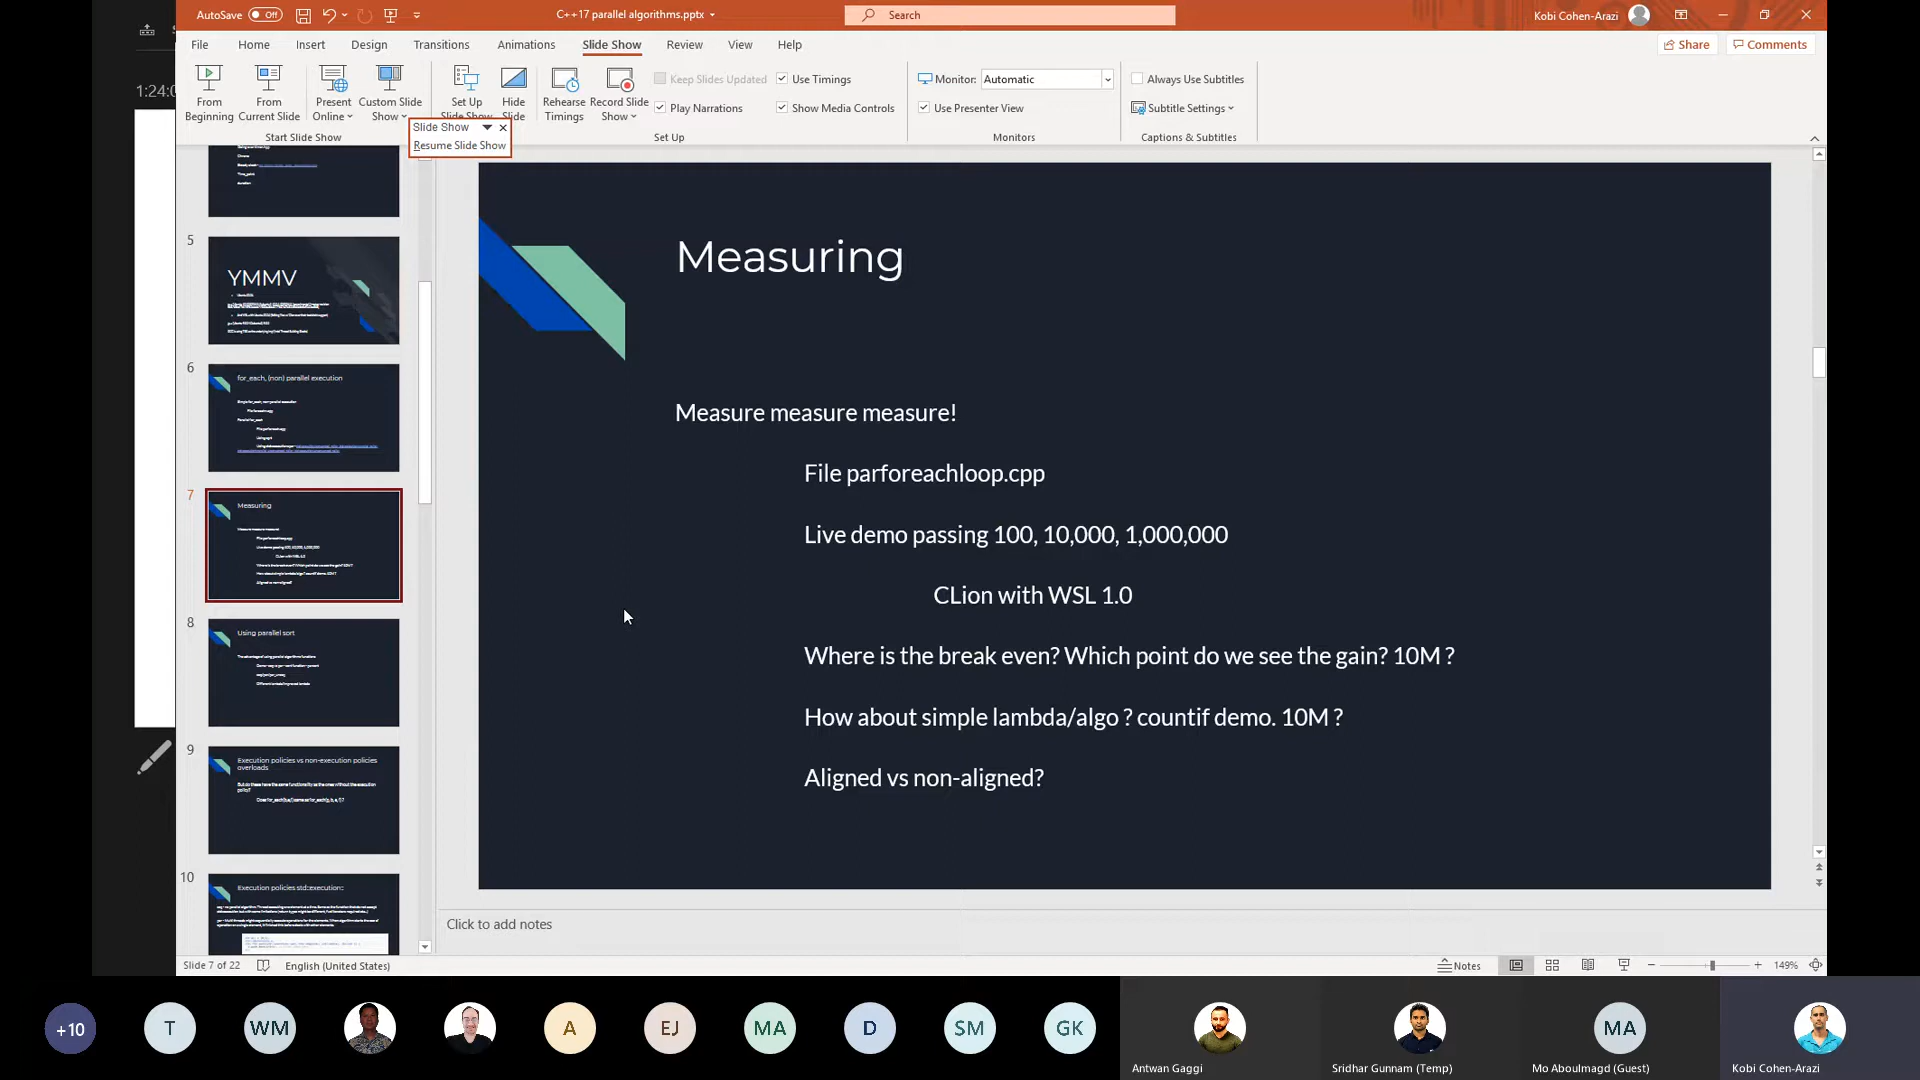 AutoSave Off
C++17 parallel algorithms.pptx
Search
Kobi Cohen-Arazi
File Home Insert Design Transitions Animations Slide Show Review View Help
Share Comments
From Beginning
From Current Slide
Present Online
Custom Slide Show
Set Up Slide Show
Hide Slide
Rehearse Timings
Record Slide Show
Keep Slides Updated
Play Narrations
Use Timings
Show Media Controls
Monitor: Automatic
Use Presenter View
Always Use Subtitles
Subtitle Settings
Start Slide Show
Set Up
Monitors
Captions & Subtitles
Slide Show
Resume Slide Show
1:24:0
5
YMMV
6
for_each, (non) parallel execution
7
Measuring
8
Using parallel sort
9
Execution policies vs non-execution policies
overloads
10
Execution policies std::execution::
Measuring
Measure measure measure!
File parforeachloop.cpp
Live demo passing 100, 10,000, 1,000,000
CLion with WSL 1.0
Where is the break even? Which point do we see the gain? 10M ?
How about simple lambda/algo ? countif demo. 10M ?
Aligned vs non-aligned?
Click to add notes
Slide 7 of 22
English (United States)
Notes
149%
+10
T
WM
A
EJ
MA
D
SM
GK
MA
Antwan Gaggi
Sridhar Gunnam (Temp)
Mo Aboulmagd (Guest)
Kobi Cohen-Arazi